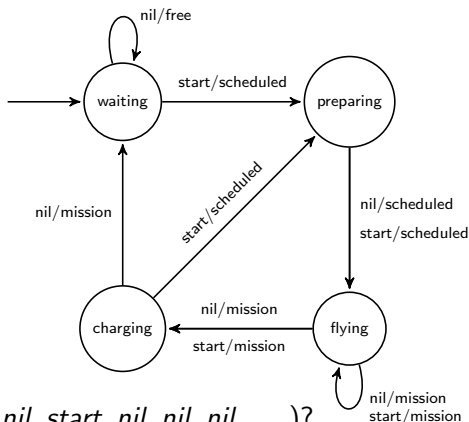 nil/free
start/scheduled
waiting
preparing
start/scheduled
nil/scheduled
start/scheduled
nil/mission
charging
nil/mission
start/mission
flying
nil/mission
start/mission
nil, start, nil, nil, nil, ...)?